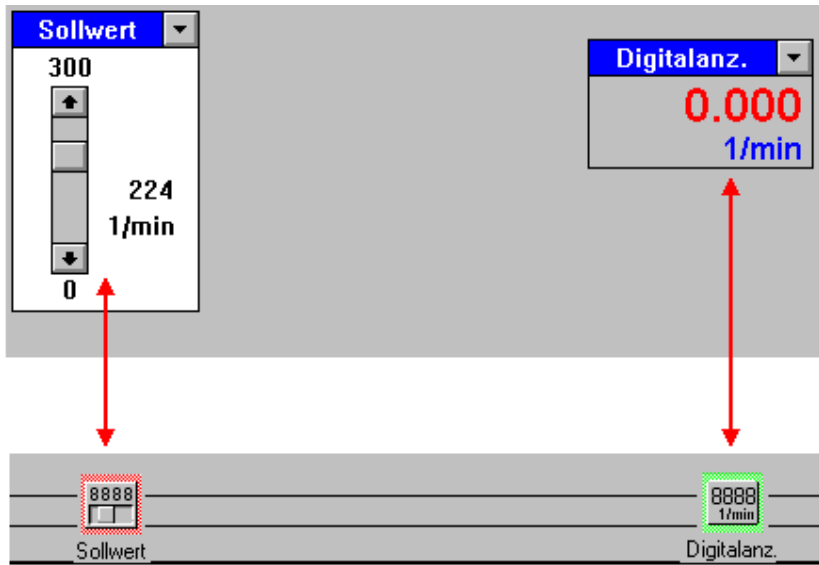 Sollwert
300
224
1/min
0
Digitalanz.
0.000
1/min
8888
Sollwert
8888
1/min
Digitalanz.